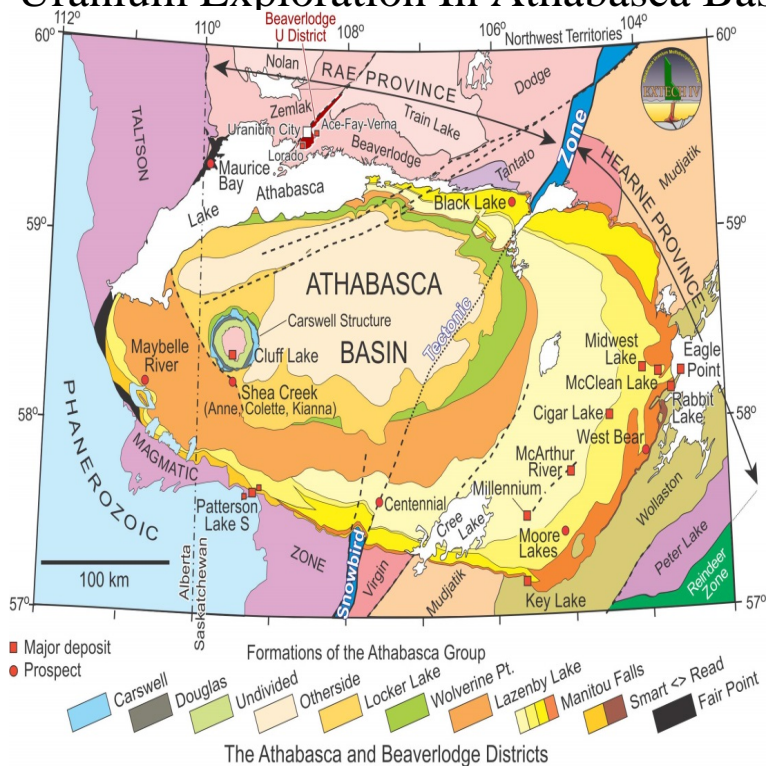 Uranium Exploration In Athabasca Bas
112°
110°
108°
106°
104°
60°
60°
Beaverlodge
U District
Northwest Territories
Nolan
RAE PROVINCE
Dodge
EXTECH IV
Zemlak
Train Lake
TALTSON
Uranium City
Ace-Fay-Verna
Lorado
Beaverlodge
Zone
HEARNE PROVINCE
Mudjatik
Maurice
Bay
Tantato
Lake
Athabasca
Black Lake
59°
59°
ATHABASCA
BASIN
Carswell Structure
Tectonic
Cluff Lake
Maybelle
River
Shea Creek
(Anne, Colette, Kianna)
Midwest
Lake
Eagle
Point
McClean Lake
Rabbit
Lake
Cigar Lake
58°
58°
West Bear
PHANEROZOIC
MAGMATIC
McArthur
River
Millennium
Patterson
Lake S
Centennial
Cree
Lake
Moore
Lakes
Wollaston
Peter Lake
ZONE
Snowbird
Virgin
Mudjatik
Key Lake
Reindeer
Zone
100 km
Alberta
Saskatchewan
57°
57°
Major deposit
Prospect
Formations of the Athabasca Group
Carswell
Douglas
Undivided
Otherside
Locker Lake
Wolverine Pt.
Lazenby Lake
Manitou Falls
Smart <> Read
Fair Point
The Athabasca and Beaverlodge Districts